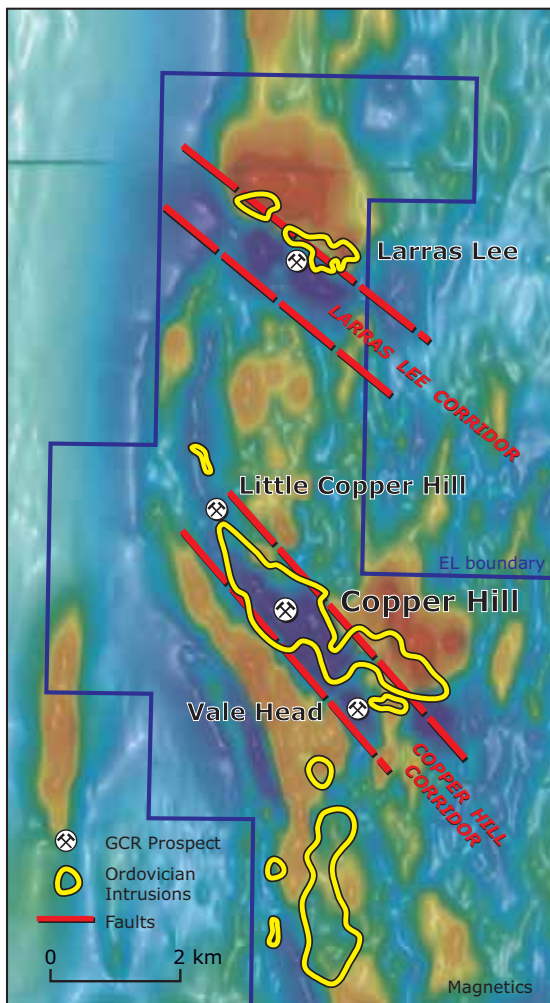 Larras Lee
LARRAS LEE CORRIDOR
Little Copper Hill
EL boundary
Copper Hill
Vale Head
COPPER HILL
CORRIDOR
GCR Prospect
Ordovician
Intrusions
Faults
0 2 km
Magnetics